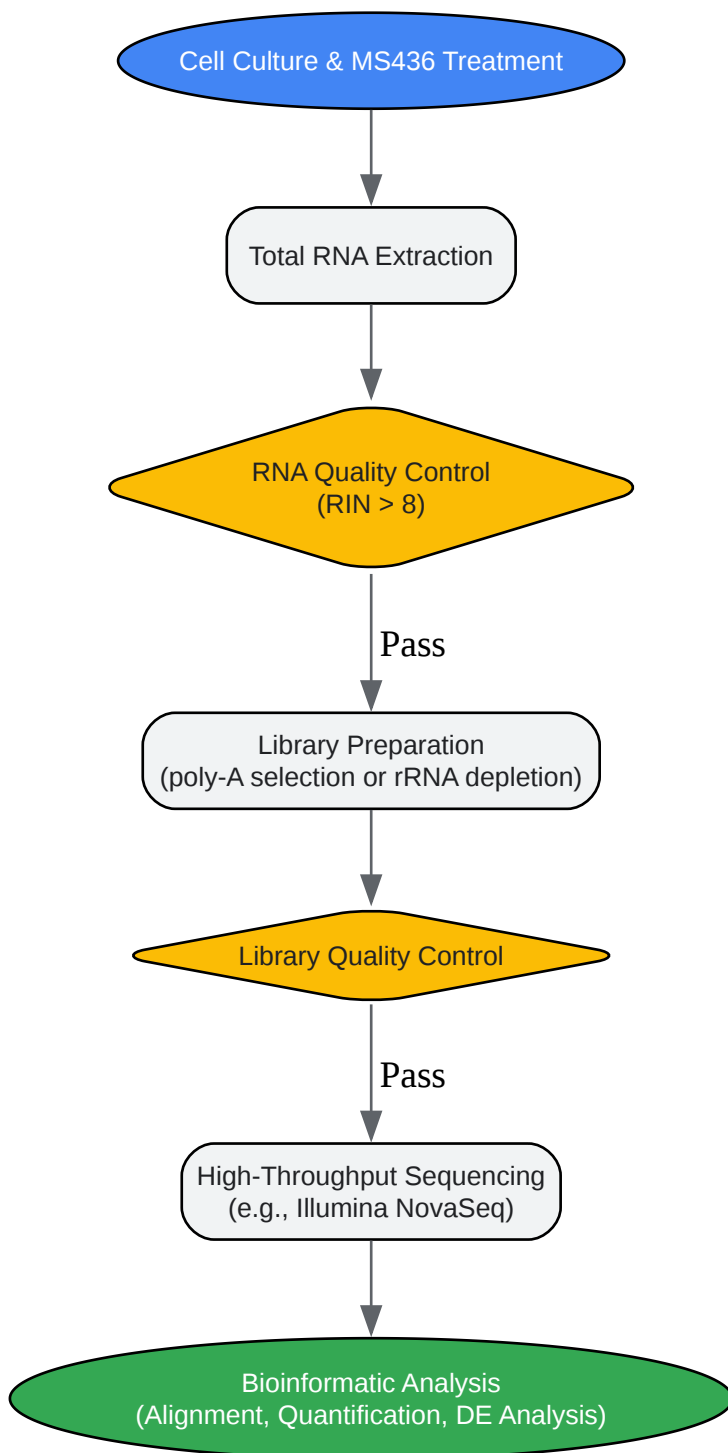 Cell Culture & MS436 Treatment
Total RNA Extraction
RNA Quality Control
(RIN > 8)
Pass
Library Preparation
(poly-A selection or rRNA depletion)
Library Quality Control
Pass
High-Throughput Sequencing
(e.g., Illumina NovaSeq)
Bioinformatic Analysis
(Alignment, Quantification, DE Analysis)